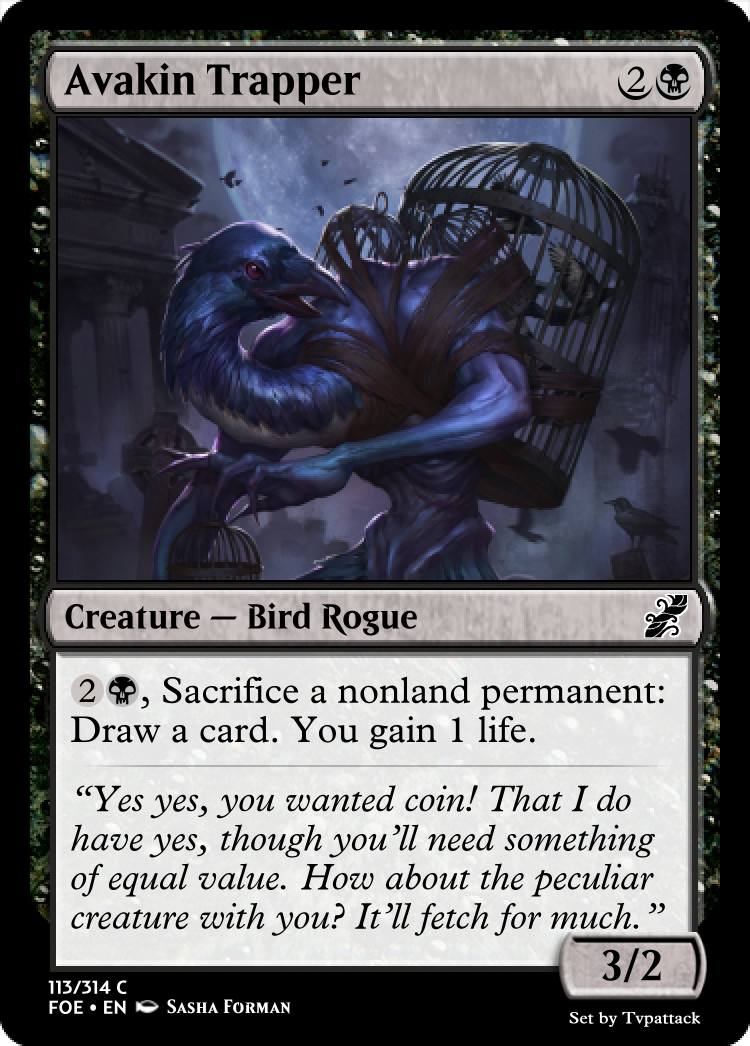 Avakin Trapper
2
Creature — Bird Rogue
2, Sacrifice a nonland permanent:
Draw a card. You gain 1 life.
“Yes yes, you wanted coin! That I do
have yes, though you’ll need something
of equal value. How about the peculiar
creature with you? It’ll fetch for much.”
3/2
113/314 C
FOE • EN Sasha Forman
Set by Tvpattack